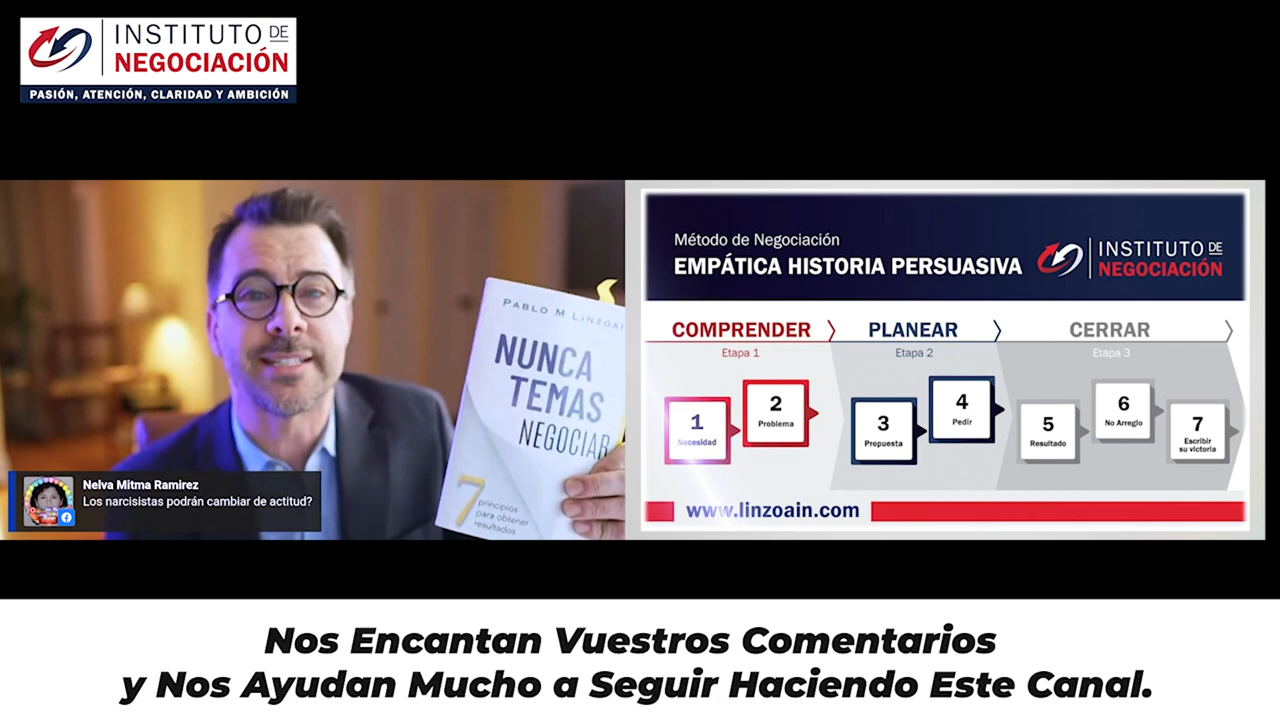 INSTITUTO DE
NEGOCIACIÓN
PASIÓN, ATENCIÓN, CLARIDAD Y AMBICIÓN
PABLO M LINZOAI
NUNCA
TEMAS
NEGOCIAR
7 principios
para obtener
resultados
Nelva Mitma Ramirez
Los narcisistas podrán cambiar de actitud?
Método de Negociación
EMPÁTICA HISTORIA PERSUASIVA
INSTITUTO DE
NEGOCIACIÓN
COMPRENDER
Etapa 1
PLANEAR
Etapa 2
CERRAR
Etapa 3
1
Necesidad
2
Problema
3
Propuesta
4
Pedir
5
Resultado
6
No Arreglo
7
Escribir
su victoria
www.linzoain.com
Nos Encantan Vuestros Comentarios
y Nos Ayudan Mucho a Seguir Haciendo Este Canal.